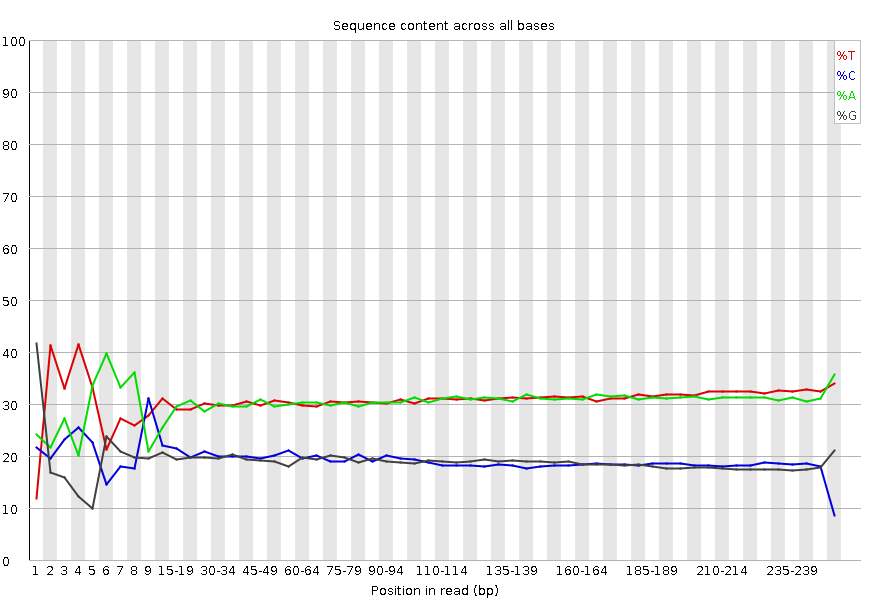 Sequence content across all bases
100
90
80
70
60
50
40
30
20
10
0
%T
%C
%A
%G
1 2 3 4 5 6 7 8 9 15-19 30-34 45-49 60-64 75-79 90-94 110-114 135-139 160-164 185-189 210-214 235-239
Position in read (bp)